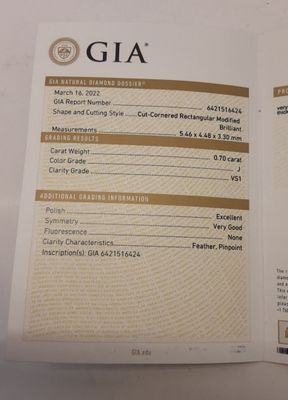 GIA®
GIA NATURAL DIAMOND DOSSIER®
March 16, 2022
GIA Report Number 6421516424
Shape and Cutting Style Cut-Cornered Rectangular Modified
Brilliant
Measurements 5.46 x 4.48 x 3.30 mm
GRADING RESULTS
Carat Weight 0.70 carat
Color Grade J
Clarity Grade VS1
ADDITIONAL GRADING INFORMATION
Polish Excellent
Symmetry Very Good
Fluorescence None
Clarity Characteristics Feather, Pinpoint
Inscription(s): GIA 6421516424
GIA.edu
PRO
very
thick